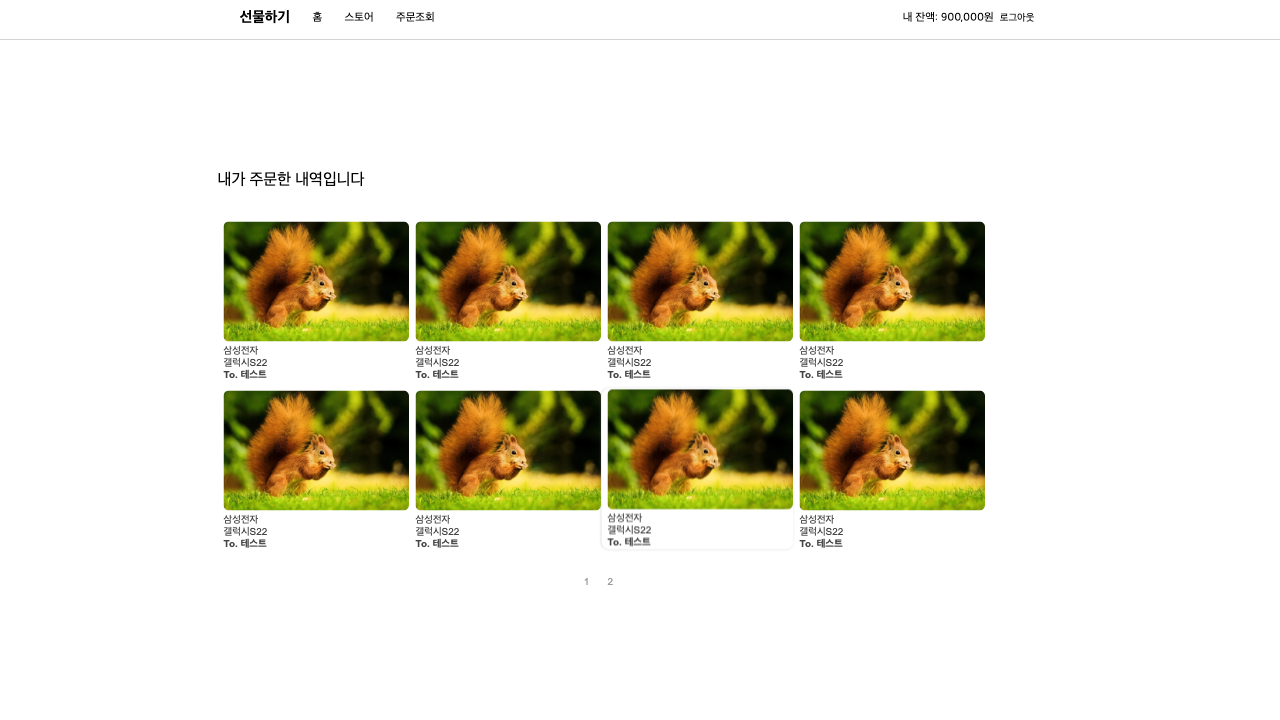 선물하기 홈 스토어 주문조회 내 잔액: 900,000원 로그아웃
내가 주문한 내역입니다
삼성전자
갤럭시S22
To. 테스트
삼성전자
갤럭시S22
To. 테스트
삼성전자
갤럭시S22
To. 테스트
삼성전자
갤럭시S22
To. 테스트
삼성전자
갤럭시S22
To. 테스트
삼성전자
갤럭시S22
To. 테스트
삼성전자
갤럭시S22
To. 테스트
삼성전자
갤럭시S22
To. 테스트
1 2